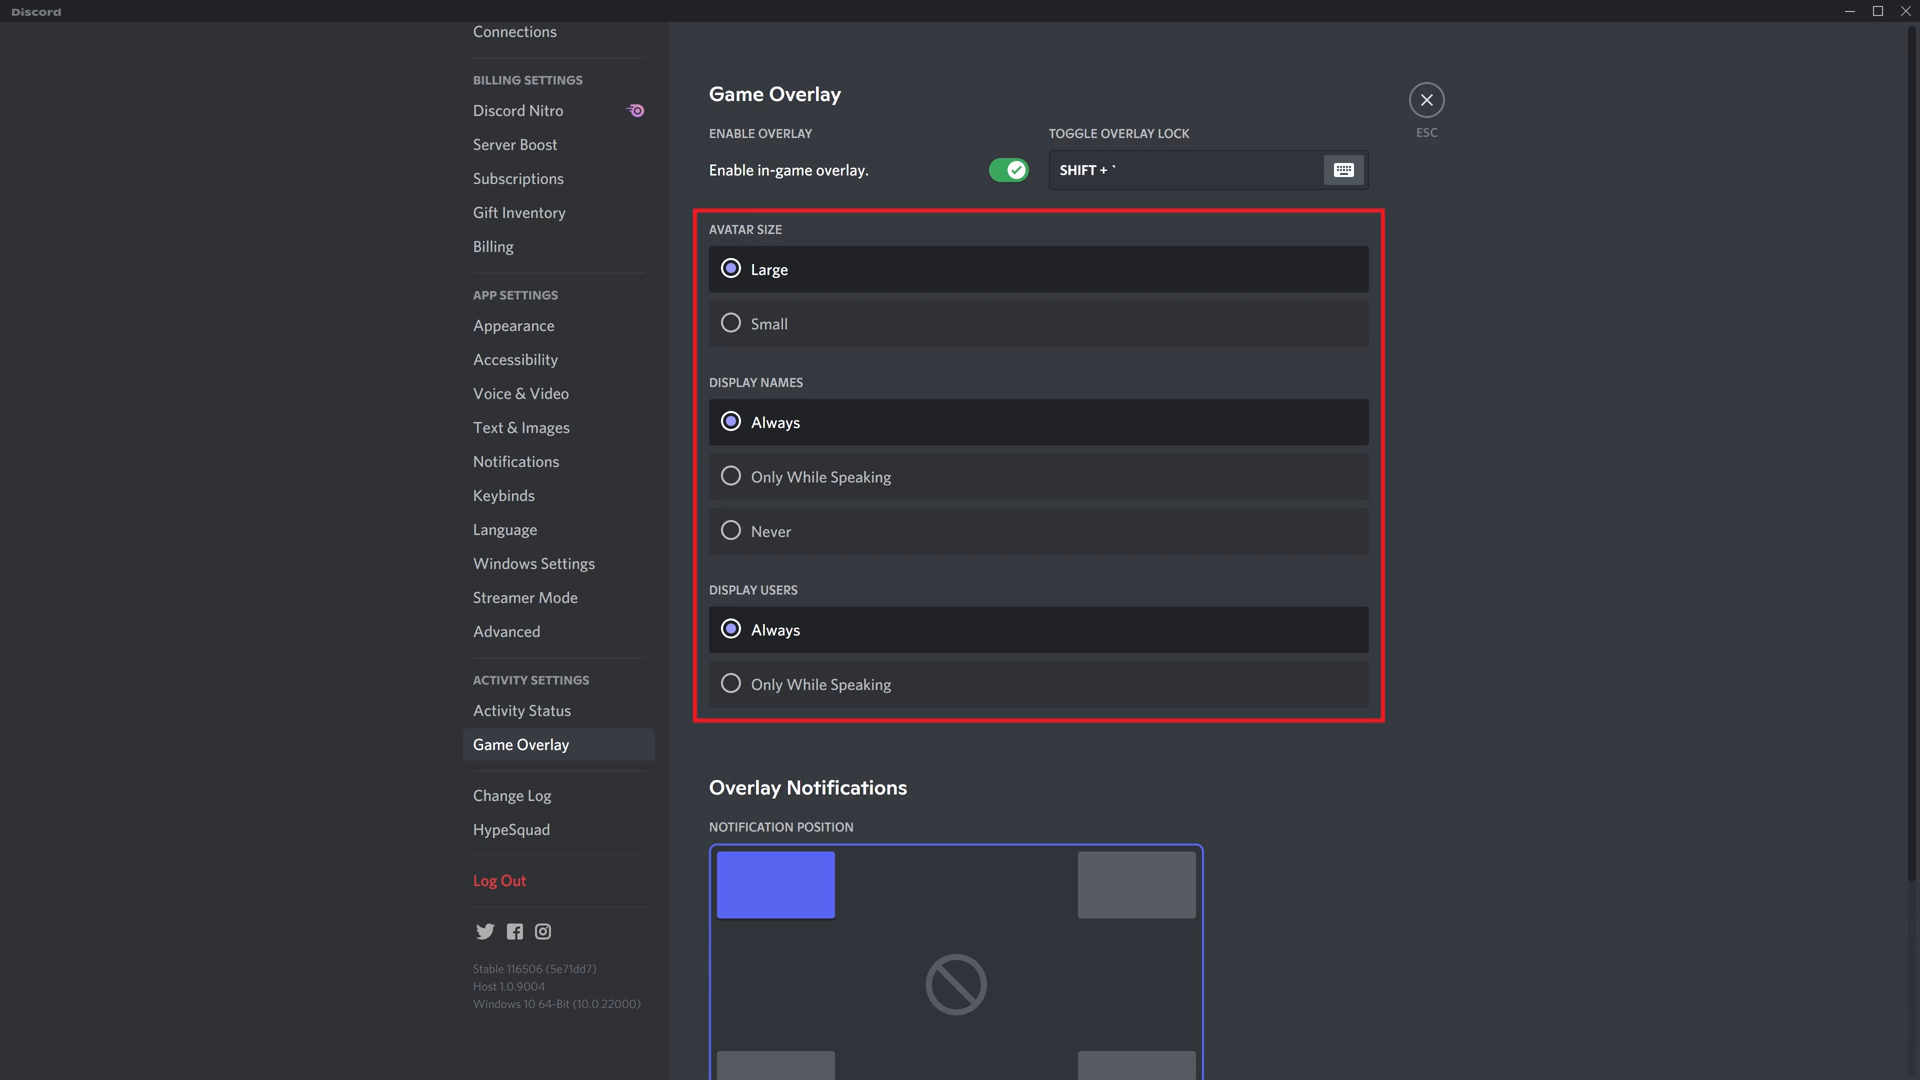 Discord
Connections
BILLING SETTINGS
Discord Nitro
Server Boost
Subscriptions
Gift Inventory
Billing
APP SETTINGS
Appearance
Accessibility
Voice & Video
Text & Images
Notifications
Keybinds
Language
Windows Settings
Streamer Mode
Advanced
ACTIVITY SETTINGS
Activity Status
Game Overlay
Change Log
HypeSquad
Log Out
Stable 116506 (5e71dd7)
Host 1.0.9004
Windows 10 64-Bit (10.0.22000)
Game Overlay
ENABLE OVERLAY
Enable in-game overlay.
TOGGLE OVERLAY LOCK
SHIFT + `
ESC
AVATAR SIZE
Large
Small
DISPLAY NAMES
Always
Only While Speaking
Never
DISPLAY USERS
Always
Only While Speaking
Overlay Notifications
NOTIFICATION POSITION